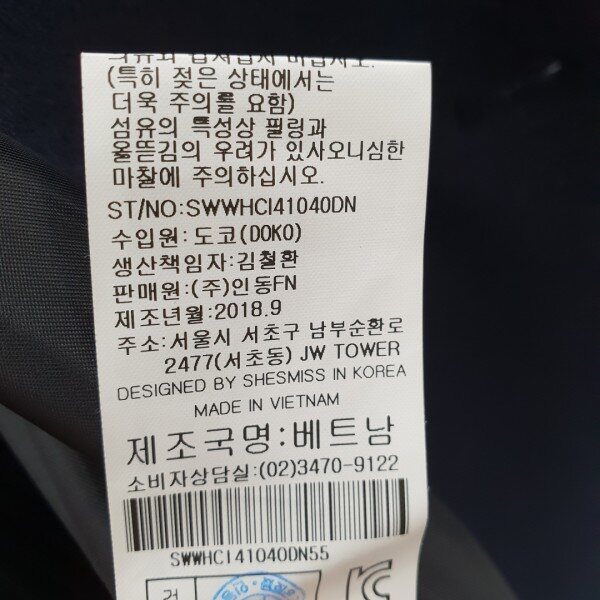 (특히 젖은 상태에서는
더욱 주의를 요함)
섬유의 특성상 필링과
올뜯김의 우려가 있사오니심한
마찰에 주의하십시오.
ST/NO:SWWHCI41040DN
수입원:도코(DOKO)
생산책임자:김철환
판매원:(주)인동FN
제조년월:2018.9
주소:서울시 서초구 남부순환로
2477(서초동) JW TOWER
DESIGNED BY SHESMISS IN KOREA
MADE IN VIETNAM
제조국명:베트남
소비자상담실:(02)3470-9122
SWWHCI41040DN55